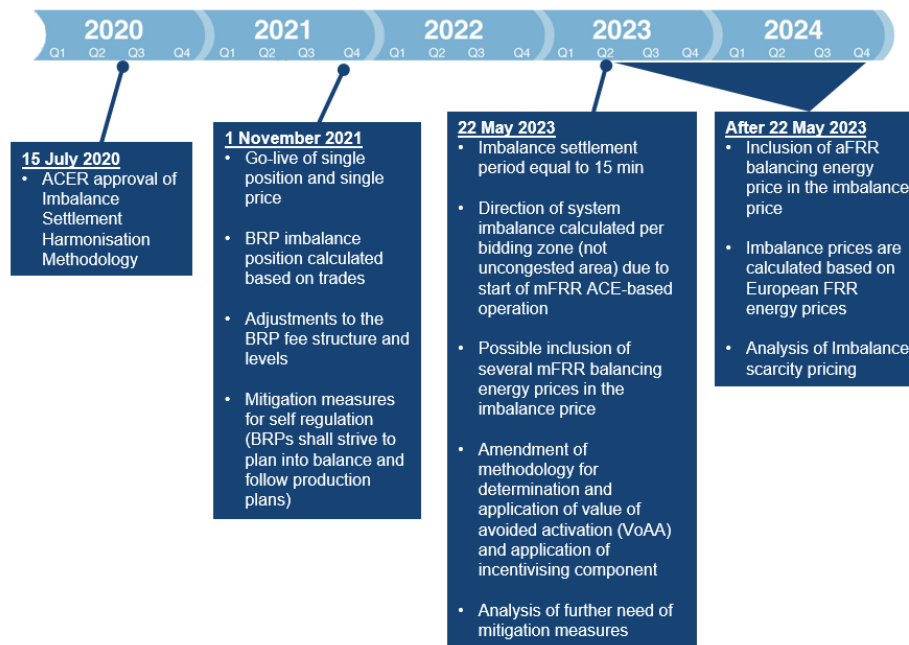 2020 2021 2022 2023 2024
Q1 Q2 Q3 Q4 Q1 Q2 Q3 Q4 Q1 Q2 Q3 Q4 Q1 Q2 Q3 Q4 Q1 Q2 Q3 Q4
15 July 2020
• ACER approval of
Imbalance
Settlement
Harmonisation
Methodology
1 November 2021
• Go-live of single
position and single
price
• BRP imbalance
position calculated
based on trades
• Adjustments to the
BRP fee structure and
levels
• Mitigation measures
for self regulation
(BRPs shall strive to
plan into balance and
follow production
plans)
22 May 2023
• Imbalance settlement
period equal to 15 min
• Direction of system
imbalance calculated per
bidding zone (not
uncongested area) due to
start of mFRR ACE-based
operation
• Possible inclusion of
several mFRR balancing
energy prices in the
imbalance price
• Amendment of
methodology for
determination and
application of value of
avoided activation (VoAA)
and application of
incentivising component
• Analysis of further need of
mitigation measures
After 22 May 2023
• Inclusion of aFRR
balancing energy
price in the imbalance
price
• Imbalance prices are
calculated based on
European FRR
energy prices
• Analysis of Imbalance
scarcity pricing